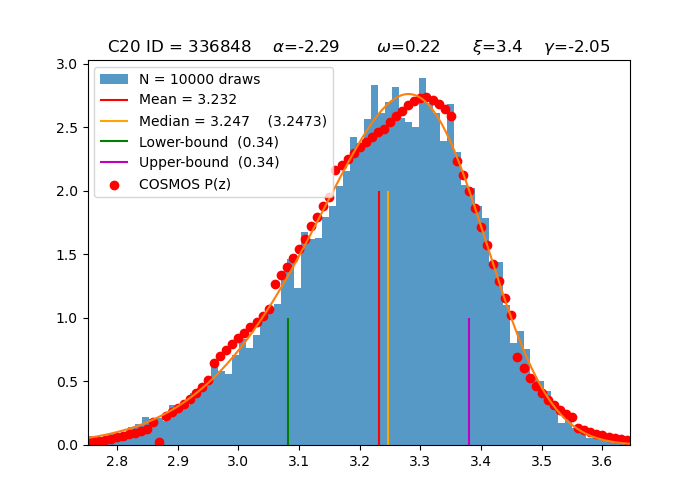 C20 ID = 336848 α=-2.29 ω=0.22 ξ=3.4 γ=-2.05
N = 10000 draws
Mean = 3.232
Median = 3.247 (3.2473)
Lower-bound (0.34)
Upper-bound (0.34)
COSMOS P(z)
3.0
2.5
2.0
1.5
1.0
0.5
0.0
2.8 2.9 3.0 3.1 3.2 3.3 3.4 3.5 3.6